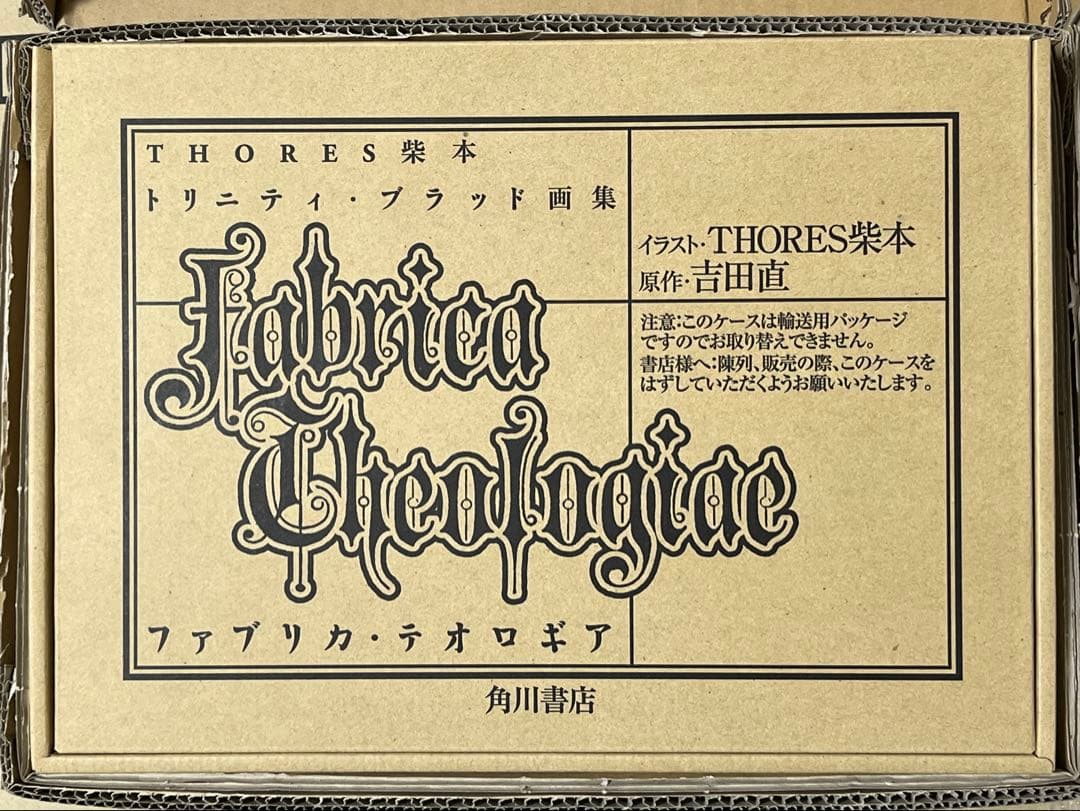 THORES柴本
トリニティ・ブラッド画集
Fabrica
Theologiae
ファブリカ・テオロギア
イラスト・THORES柴本
原作・吉田直
注意：このケースは輸送用パッケージ
ですのでお取り替えできません。
書店様へ：陳列、販売の際、このケースを
はずしていただくようお願いいたします。
角川書店